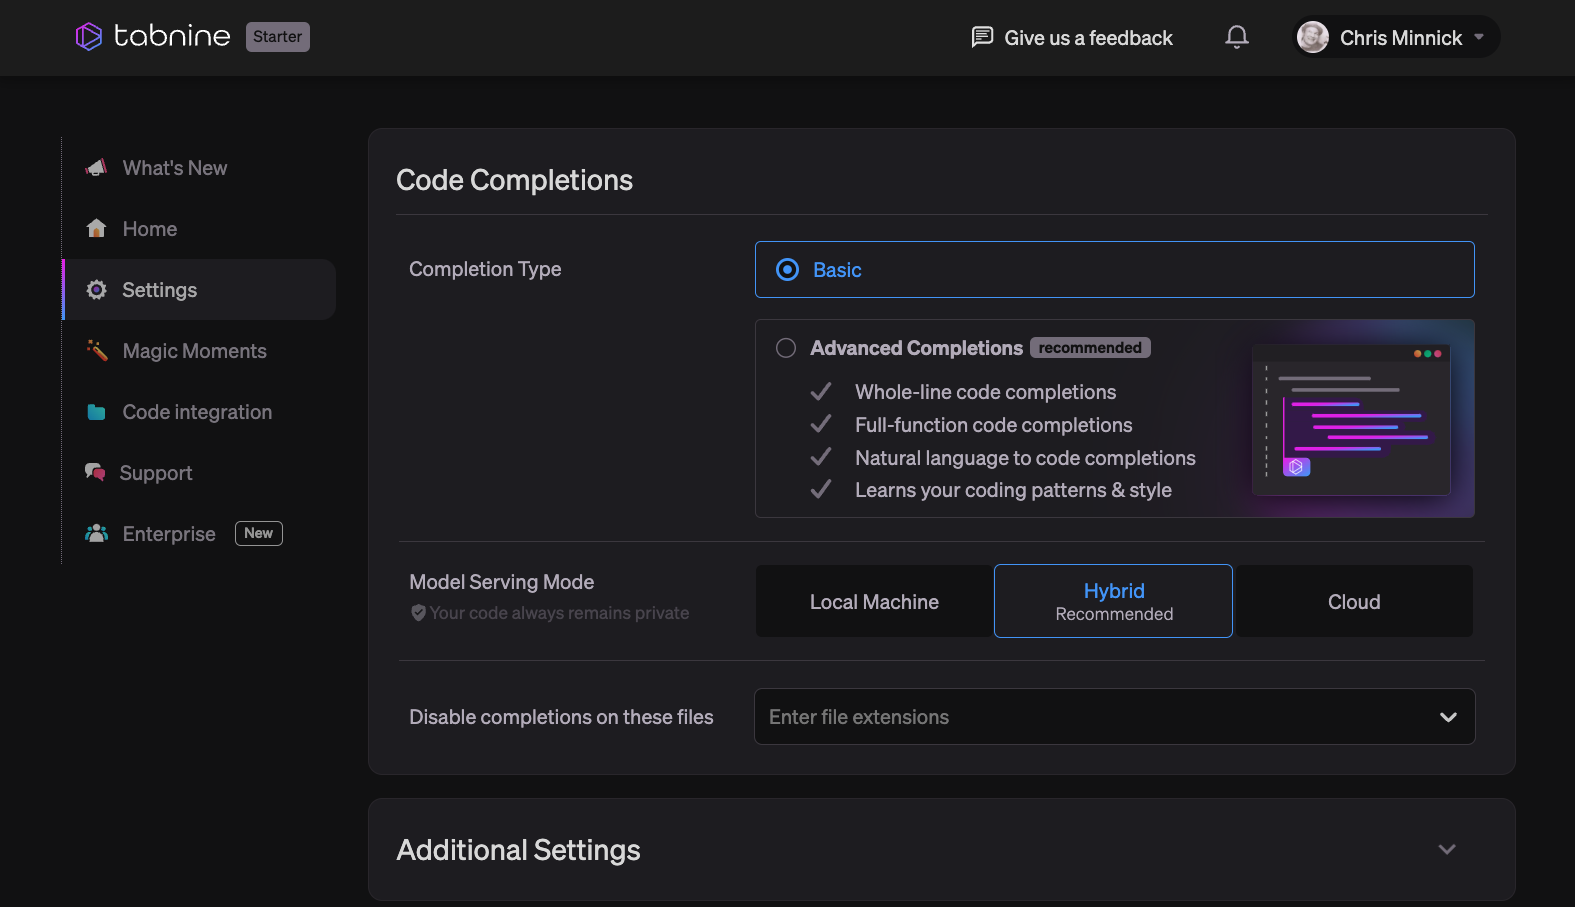 tabnine Starter
Give us a feedback
Chris Minnick
What's New
Home
Settings
Magic Moments
Code integration
Support
Enterprise New
Code Completions
Completion Type
Basic
Advanced Completions recommended
Whole-line code completions
Full-function code completions
Natural language to code completions
Learns your coding patterns & style
Model Serving Mode
Your code always remains private
Local Machine
Hybrid
Recommended
Cloud
Disable completions on these files
Enter file extensions
Additional Settings